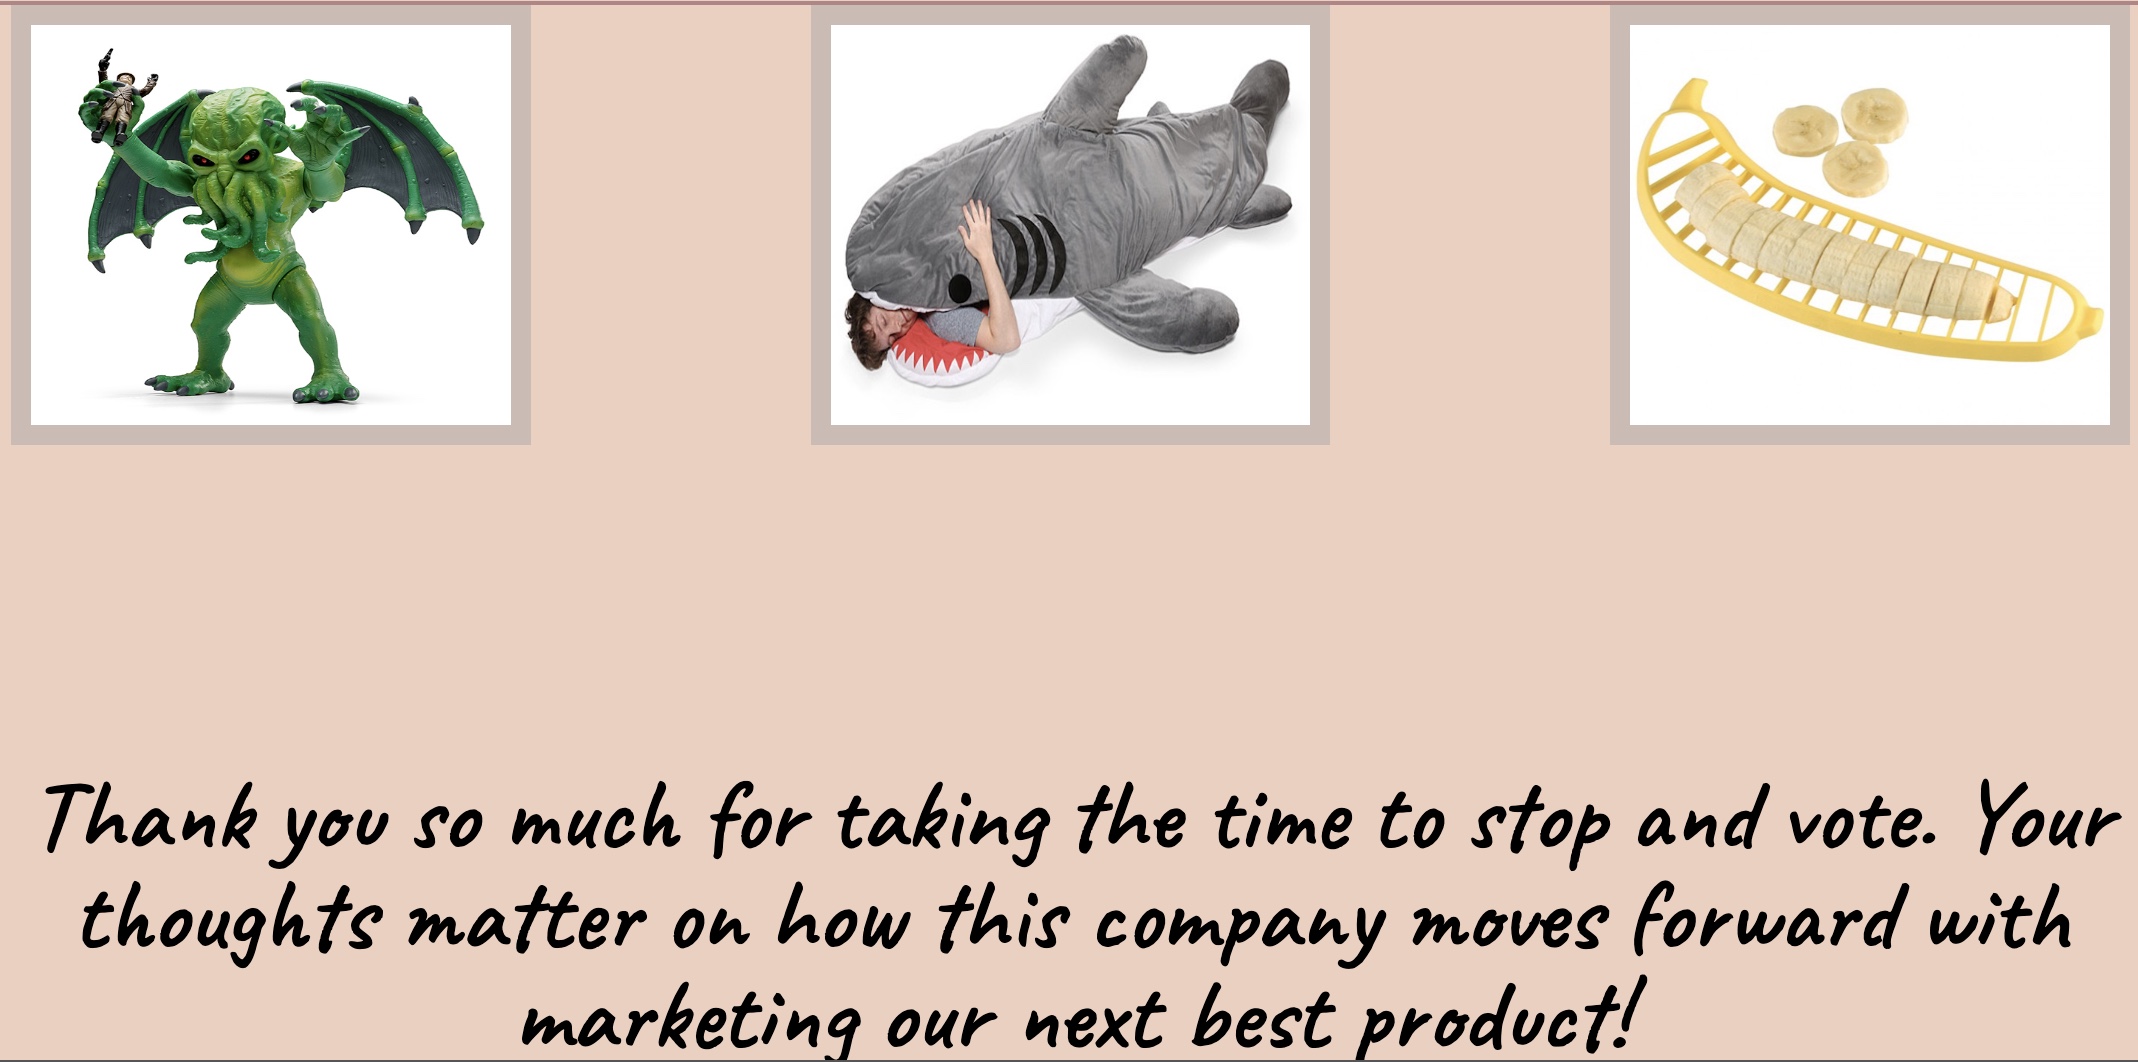 Thank you so much for taking the time to stop and vote. Your
thoughts matter on how this company moves forward with
marketing our next best product!